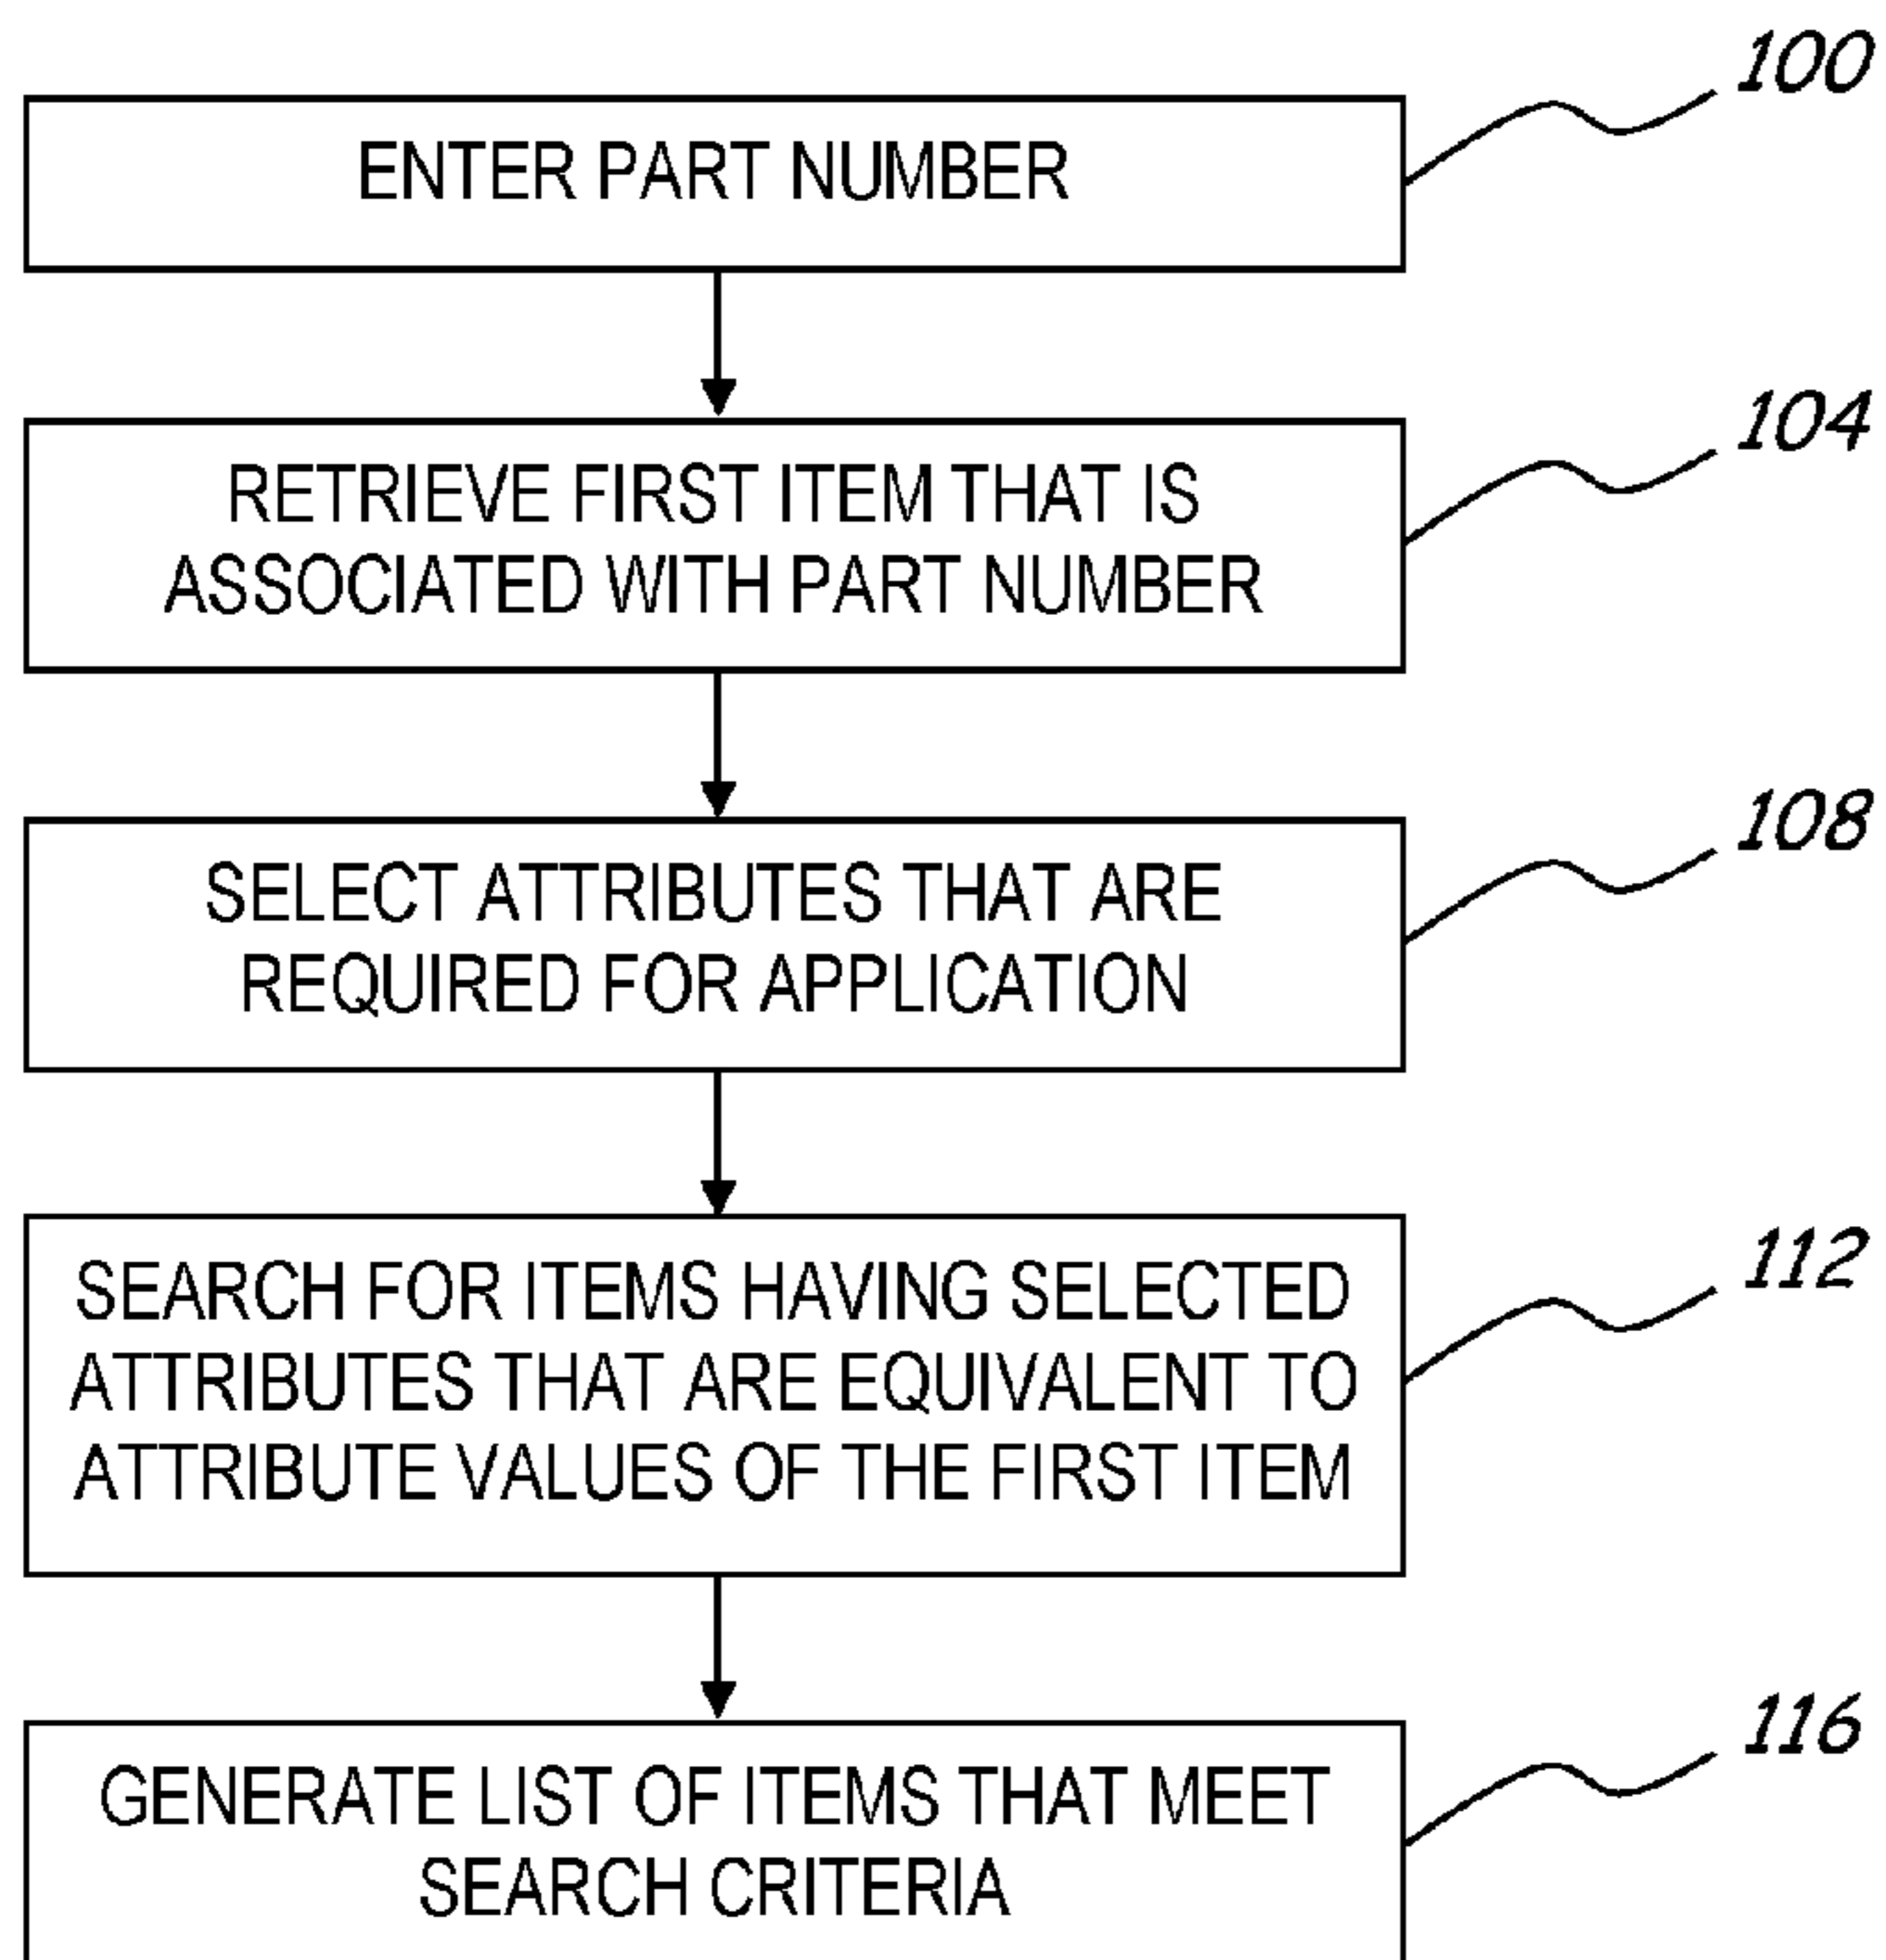 100
ENTER PART NUMBER
104
RETRIEVE FIRST ITEM THAT IS
ASSOCIATED WITH PART NUMBER
108
SELECT ATTRIBUTES THAT ARE
REQUIRED FOR APPLICATION
112
SEARCH FOR ITEMS HAVING SELECTED
ATTRIBUTES THAT ARE EQUIVALENT TO
ATTRIBUTE VALUES OF THE FIRST ITEM
116
GENERATE LIST OF ITEMS THAT MEET
SEARCH CRITERIA